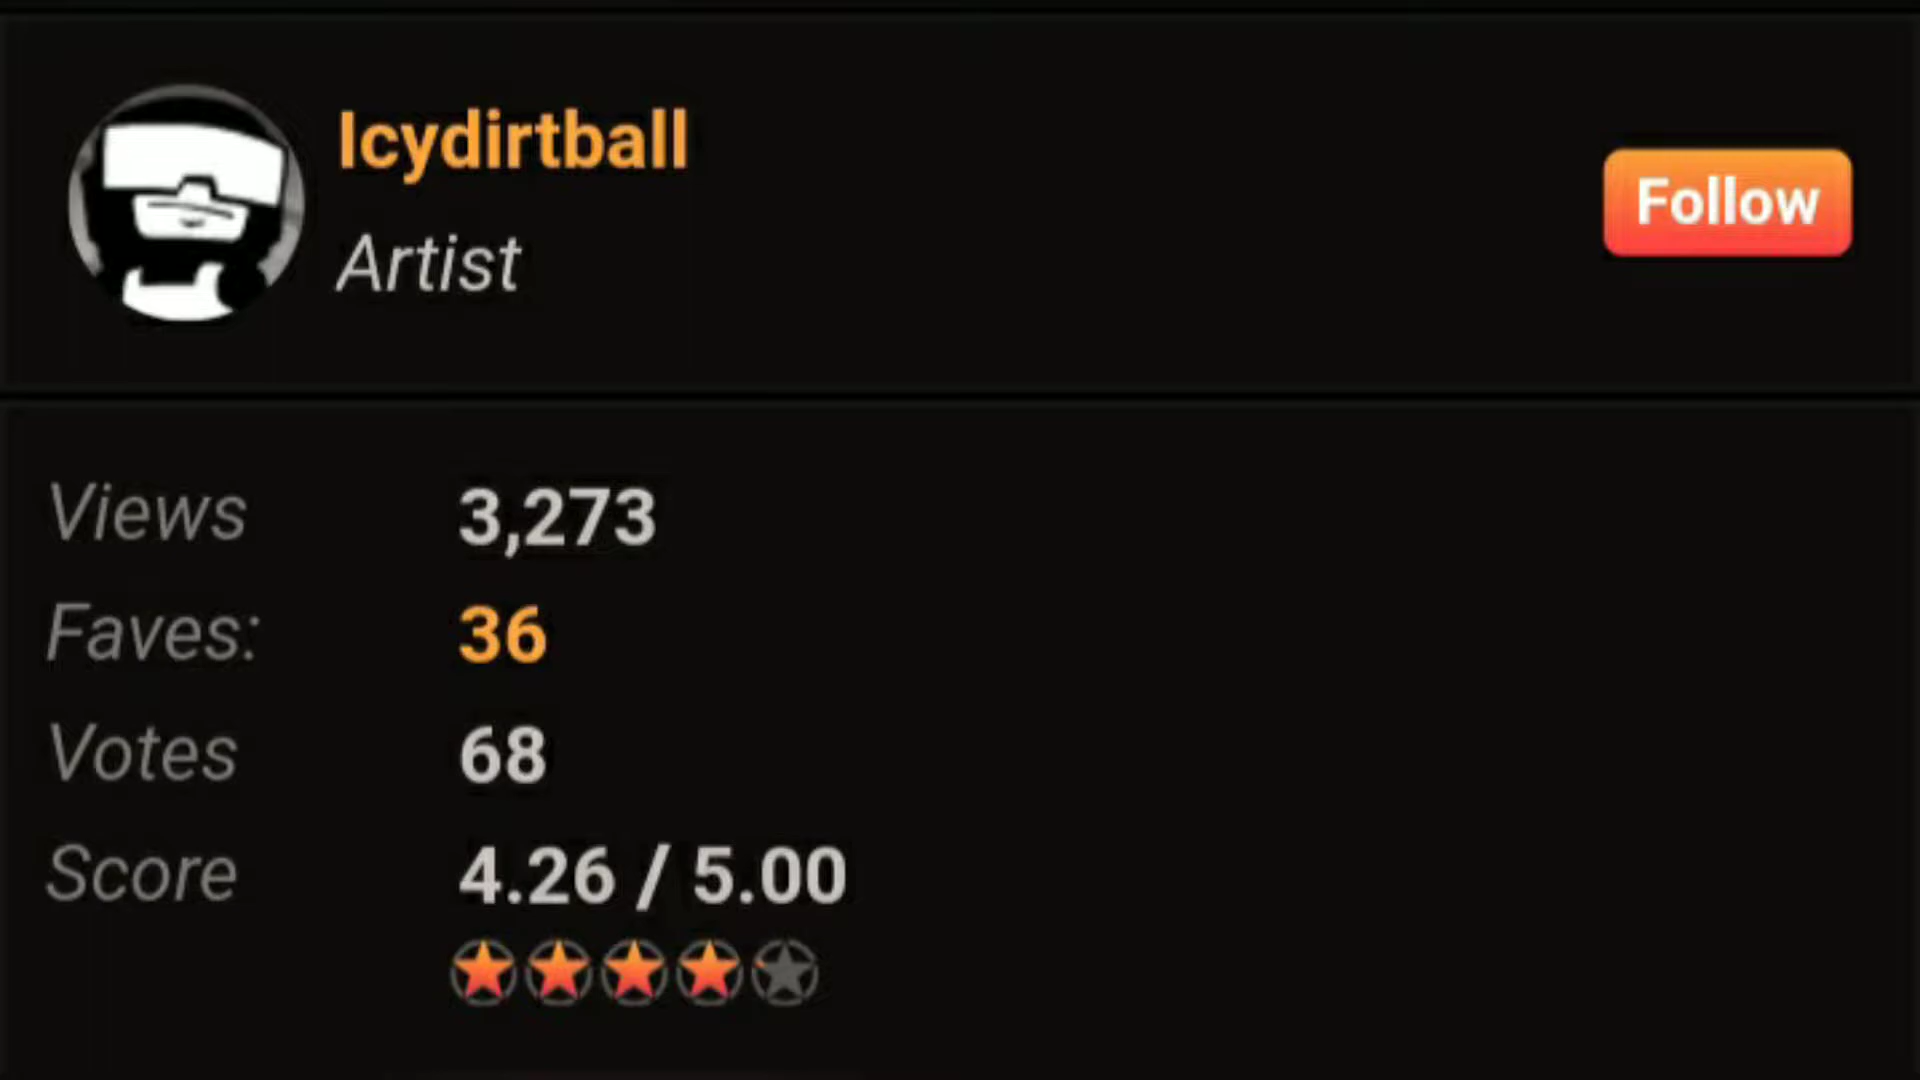 Icydirtball
Artist
Follow
Views 3,273
Faves: 36
Votes 68
Score 4.26 / 5.00